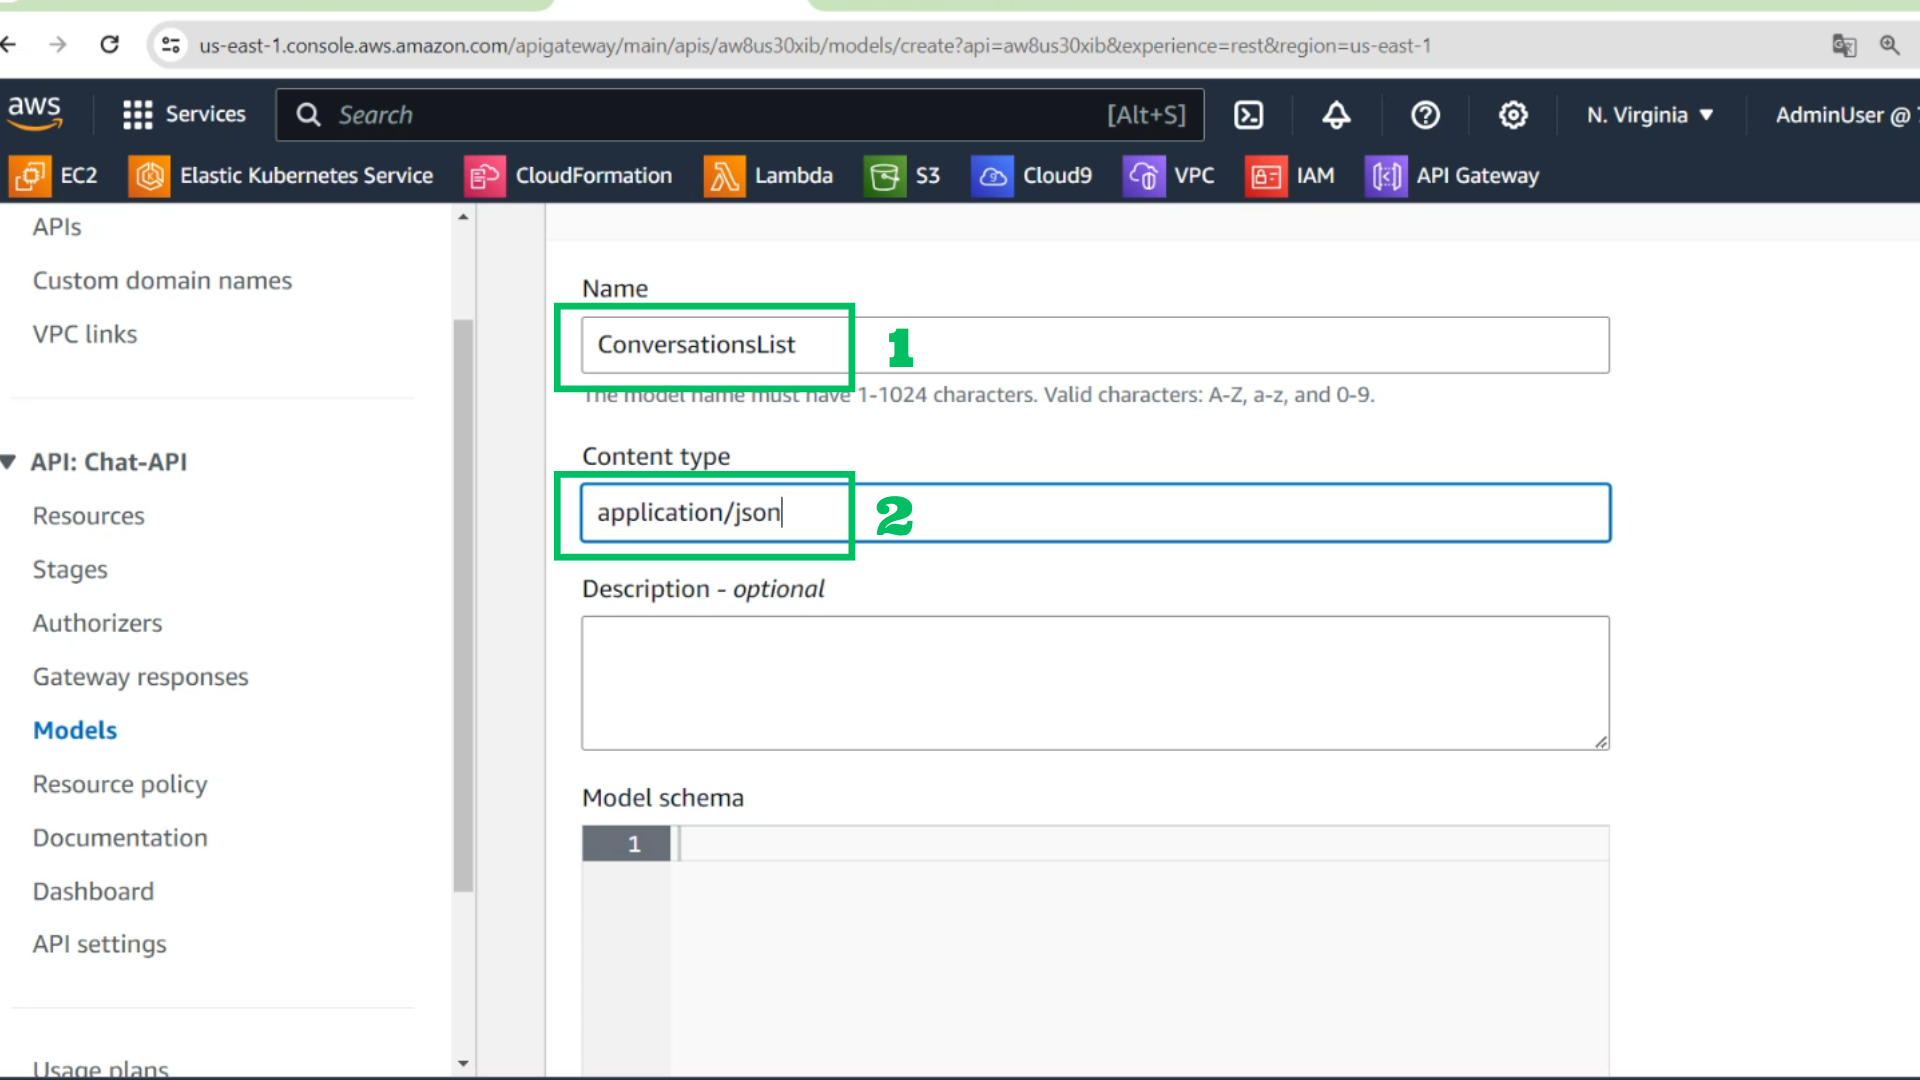 us-east-1.console.aws.amazon.com/apigateway/main/apis/aw8us30xib/models/create?api=aw8us30xib&experience=rest&region=us-east-1
aws Services Search [Alt+S] N. Virginia AdminUser @
EC2 Elastic Kubernetes Service CloudFormation Lambda S3 Cloud9 VPC IAM API Gateway
APIs
Custom domain names
VPC links
API: Chat-API
Resources
Stages
Authorizers
Gateway responses
Models
Resource policy
Documentation
Dashboard
API settings
Usage plans
Name
ConversationsList 1
The model name must have 1-1024 characters. Valid characters: A-Z, a-z, and 0-9.
Content type
application/json 2
Description - optional
Model schema
1